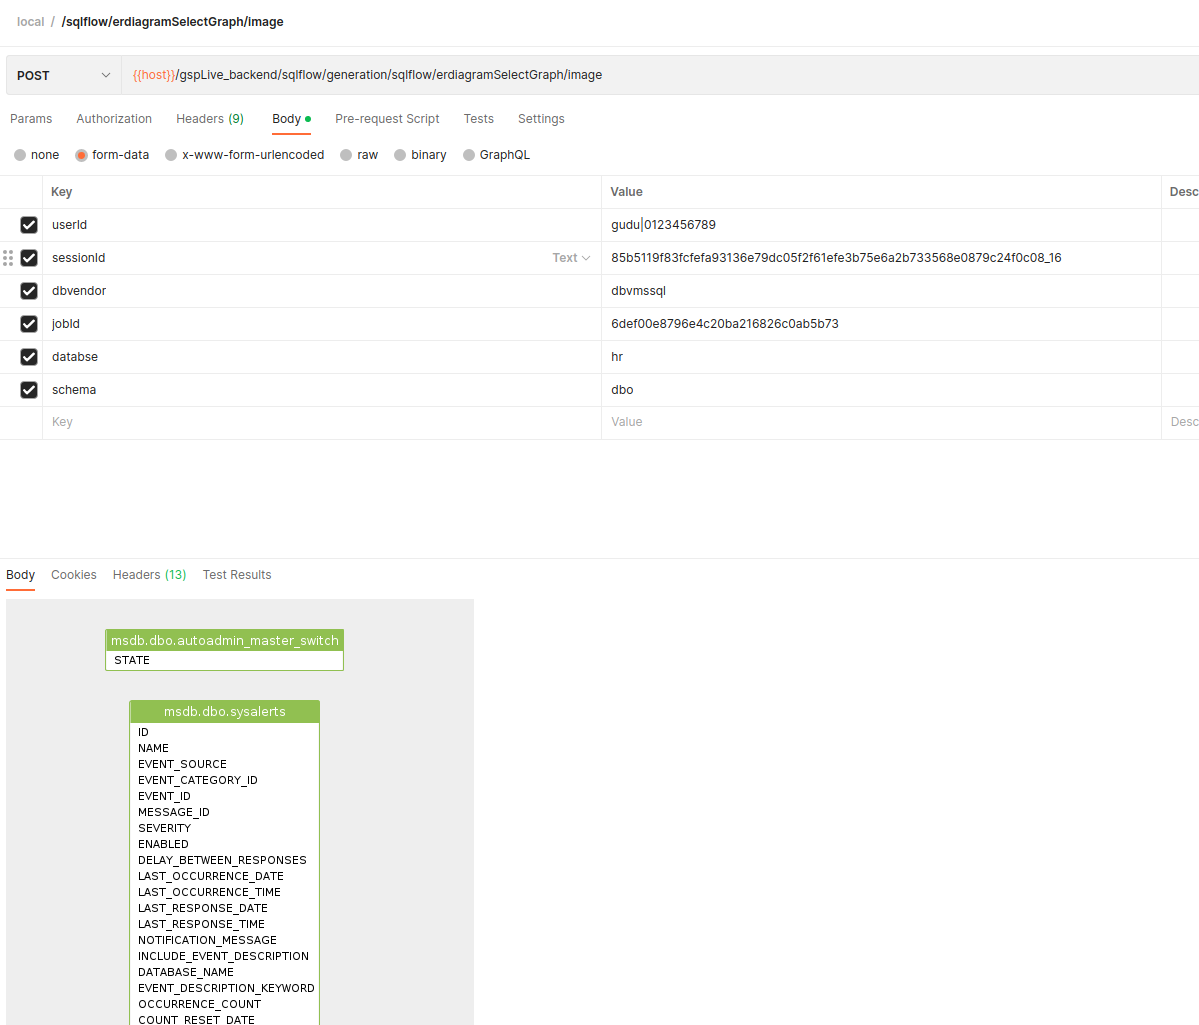 local / /sqlflow/erdiagramSelectGraph/image
POST {{host}}/gspLive_backend/sqlflow/generation/sqlflow/erdiagramSelectGraph/image
Params Authorization Headers (9) Body Pre-request Script Tests Settings
none form-data x-www-form-urlencoded raw binary GraphQL
Key Value Desc
userId gudu|0123456789
sessionId Text 85b5119f83fcfefa93136e79dc05f2f61efe3b75e6a2b733568e0879c24f0c08_16
dbvendor dbvmssql
jobId 6def00e8796e4c20ba216826c0ab5b73
databse hr
schema dbo
Key Value Desc
Body Cookies Headers (13) Test Results
msdb.dbo.autoadmin_master_switch
STATE
msdb.dbo.sysalerts
ID
NAME
EVENT_SOURCE
EVENT_CATEGORY_ID
EVENT_ID
MESSAGE_ID
SEVERITY
ENABLED
DELAY_BETWEEN_RESPONSES
LAST_OCCURRENCE_DATE
LAST_OCCURRENCE_TIME
LAST_RESPONSE_DATE
LAST_RESPONSE_TIME
NOTIFICATION_MESSAGE
INCLUDE_EVENT_DESCRIPTION
DATABASE_NAME
EVENT_DESCRIPTION_KEYWORD
OCCURRENCE_COUNT
COUNT_RESET_DATE